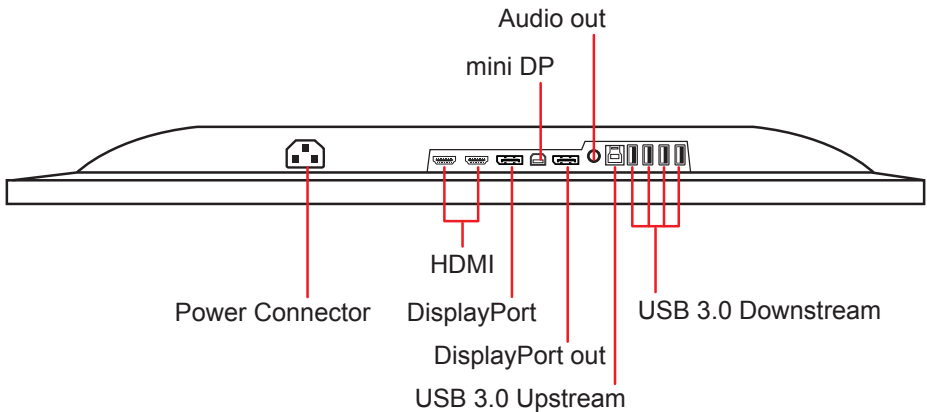 Audio out
mini DP
HDMI
Power Connector
DisplayPort
USB 3.0 Downstream
DisplayPort out
USB 3.0 Upstream